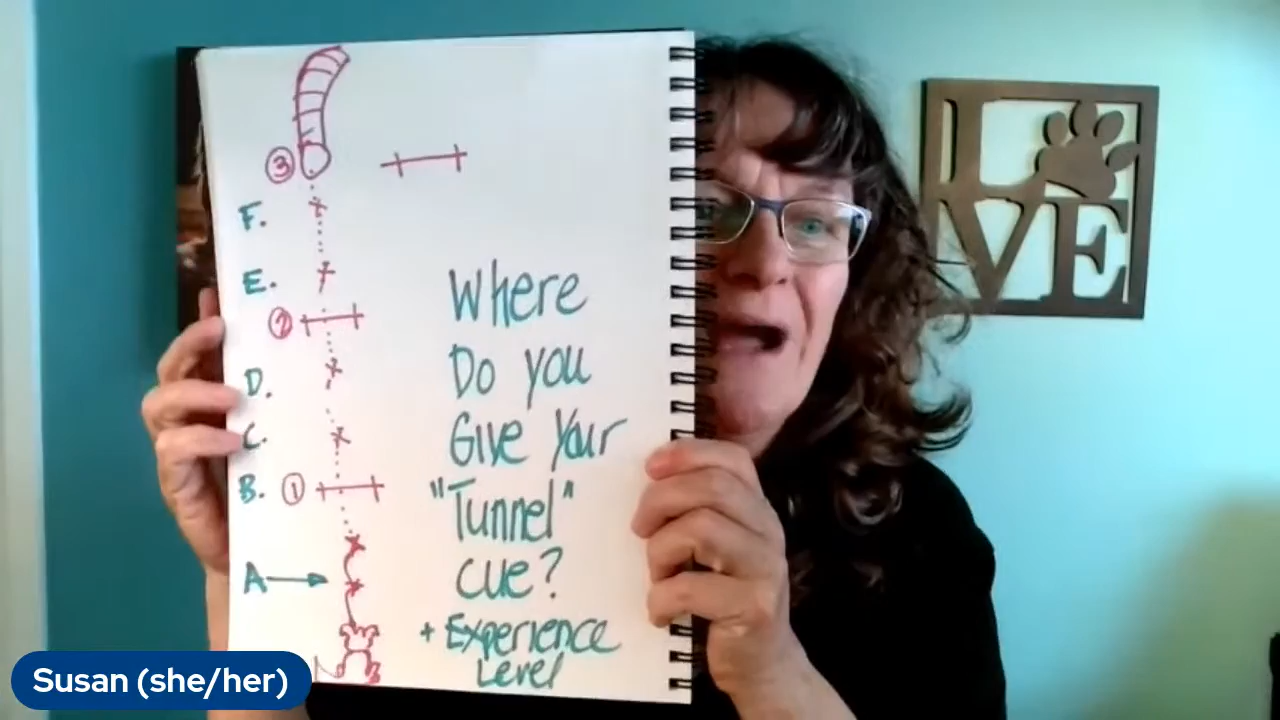 3
F.
E.
2
D.
C.
B. 1
A
Where
Do you
Give Your
"Tunnel"
cue?
+ Experience
Level
LOVE
Susan (she/her)